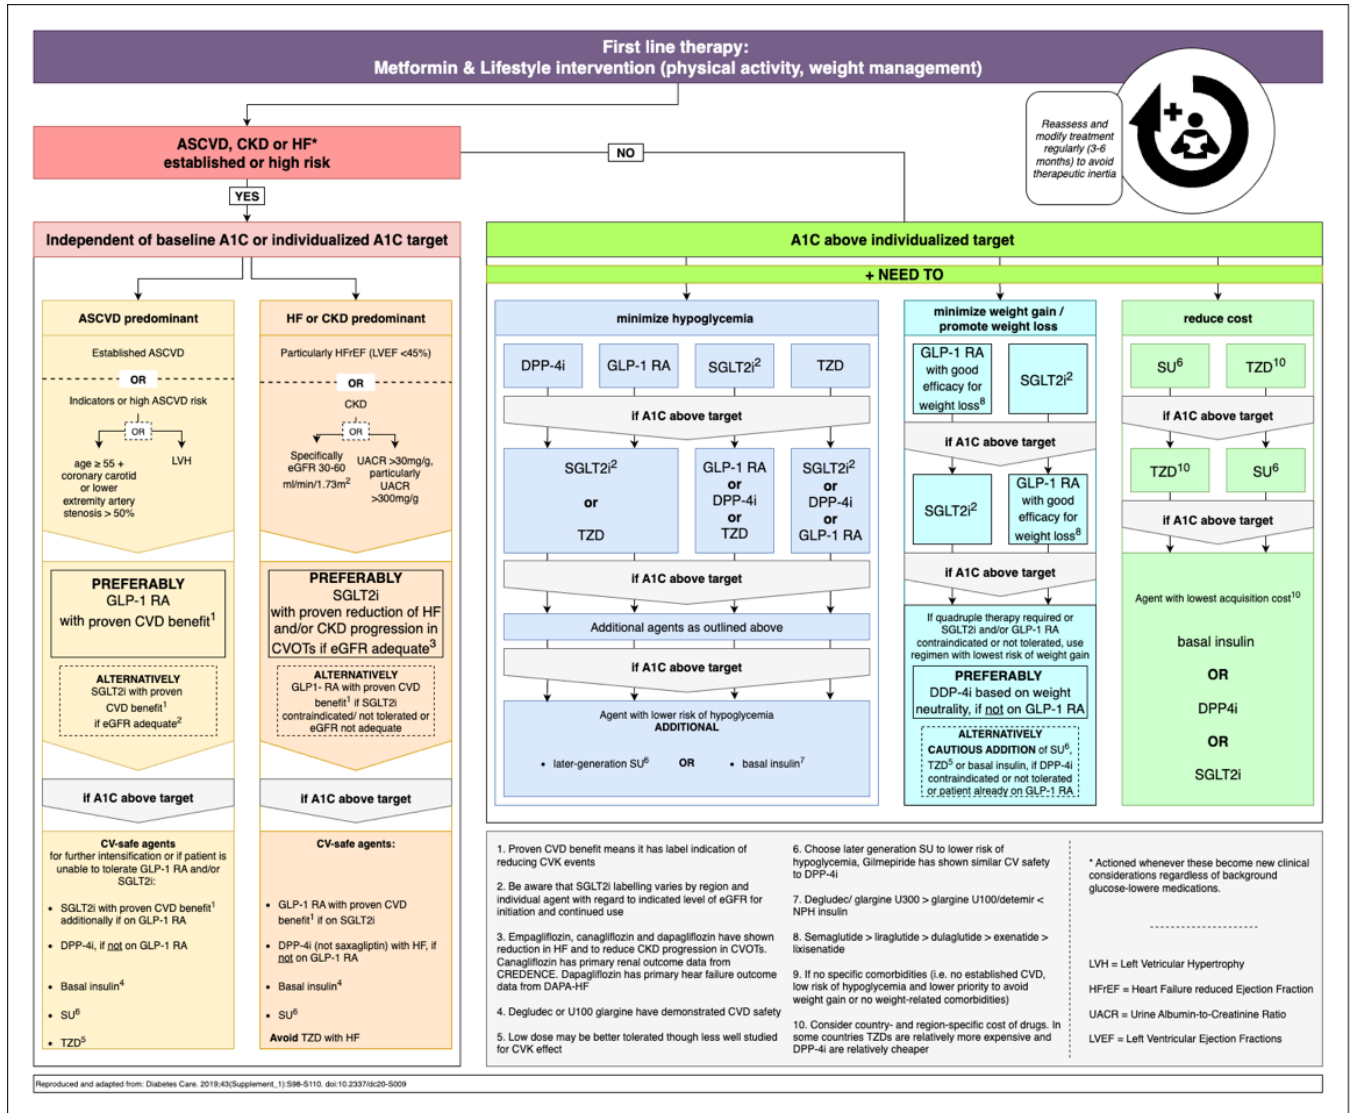 First line therapy:
Metformin & Lifestyle intervention (physical activity, weight management)
Reassess and
modify treatment
regularly (3-6
months) to avoid
therapeutic inertia
ASCVD, CKD or HF*
established or high risk
NO
YES
Independent of baseline A1C or individualized A1C target
ASCVD predominant
Established ASCVD
OR
Indicators or high ASCVD risk
OR
age ≥ 55 +
coronary carotid
or lower
extremity artery
stenosis > 50%
LVH
PREFERABLY
GLP-1 RA
with proven CVD benefit1
ALTERNATIVELY
SGLT2i with proven
CVD benefit1
if eGFR adequate2
if A1C above target
CV-safe agents
for further intensification or if patient is
unable to tolerate GLP-1 RA and/or
SGLT2i:
• SGLT2i with proven CVD benefit1
additionally if on GLP-1 RA
• DPP-4i, if not on GLP-1 RA
• Basal insulin4
• SU6
• TZD5
HF or CKD predominant
Particularly HFrEF (LVEF <45%)
OR
CKD
OR
Specifically
eGFR 30-60
ml/min/1.73m2
UACR >30mg/g,
particularly
UACR
>300mg/g
PREFERABLY
SGLT2i
with proven reduction of HF
and/or CKD progression in
CVOTs if eGFR adequate3
ALTERNATIVELY
GLP1- RA with proven CVD
benefit1 if SGLT2i
contraindicated/ not tolerated or
eGFR not adequate
if A1C above target
CV-safe agents:
• GLP-1 RA with proven CVD
benefit1 if on SGLT2i
• DPP-4i (not saxagliptin) with HF, if
not on GLP-1 RA
• Basal insulin4
• SU6
Avoid TZD with HF
A1C above individualized target
+ NEED TO
minimize hypoglycemia
DPP-4i
GLP-1 RA
SGLT2i2
TZD
if A1C above target
SGLT2i2
or
TZD
GLP-1 RA
or
DPP-4i
or
TZD
SGLT2i2
or
DPP-4i
or
GLP-1 RA
if A1C above target
Additional agents as outlined above
if A1C above target
Agent with lower risk of hypoglycemia
ADDITIONAL
• later-generation SU6 OR • basal insulin7
minimize weight gain /
promote weight loss
GLP-1 RA
with good
efficacy for
weight loss8
SGLT2i2
if A1C above target
SGLT2i2
GLP-1 RA
with good
efficacy for
weight loss8
if A1C above target
If quadruple therapy required or
SGLT2i and/or GLP-1 RA
contraindicated or not tolerated, use
regimen with lowest risk of weight gain
PREFERABLY
DDP-4i based on weight
neutrality, if not on GLP-1 RA
ALTERNATIVELY
CAUTIOUS ADDITION of SU6,
TZD5 or basal insulin, if DPP-4i
contraindicated or not tolerated
or patient already on GLP-1 RA
reduce cost
SU6
TZD10
if A1C above target
TZD10
SU6
if A1C above target
Agent with lowest acquisition cost10
basal insulin
OR
DPP4i
OR
SGLT2i
1. Proven CVD benefit means it has label indication of
reducing CVK events
2. Be aware that SGLT2i labelling varies by region and
individual agent with regard to indicated level of eGFR for
initiation and continued use
3. Empagliflozin, canagliflozin and dapagliflozin have shown
reduction in HF and to reduce CKD progression in CVOTs.
Canagliflozin has primary renal outcome data from
CREDENCE. Dapagliflozin has primary hear failure outcome
data from DAPA-HF
4. Degludec or U100 glargine have demonstrated CVD safety
5. Low dose may be better tolerated though less well studied
for CVK effect
6. Choose later generation SU to lower risk of
hypoglycemia, Gilmepiride has shown similar CV safety
to DPP-4i
7. Degludec/ glargine U300 > glargine U100/detemir <
NPH insulin
8. Semaglutide > liraglutide > dulaglutide > exenatide >
lixisenatide
9. If no specific comorbidities (i.e. no established CVD,
low risk of hypoglycemia and lower priority to avoid
weight gain or no weight-related comorbidities)
10. Consider country- and region-specific cost of drugs. In
some countries TZDs are relatively more expensive and
DPP-4i are relatively cheaper
* Actioned whenever these become new clinical
considerations regardless of background
glucose-lowere medications.
LVH = Left Vetricular Hypertrophy
HFrEF = Heart Failure reduced Ejection Fraction
UACR = Urine Albumin-to-Creatinine Ratio
LVEF = Left Ventricular Ejection Fractions
Reproduced and adapted from: Diabetes Care. 2019;43(Supplement_1):S98-S110. doi:10.2337/dc20-S009